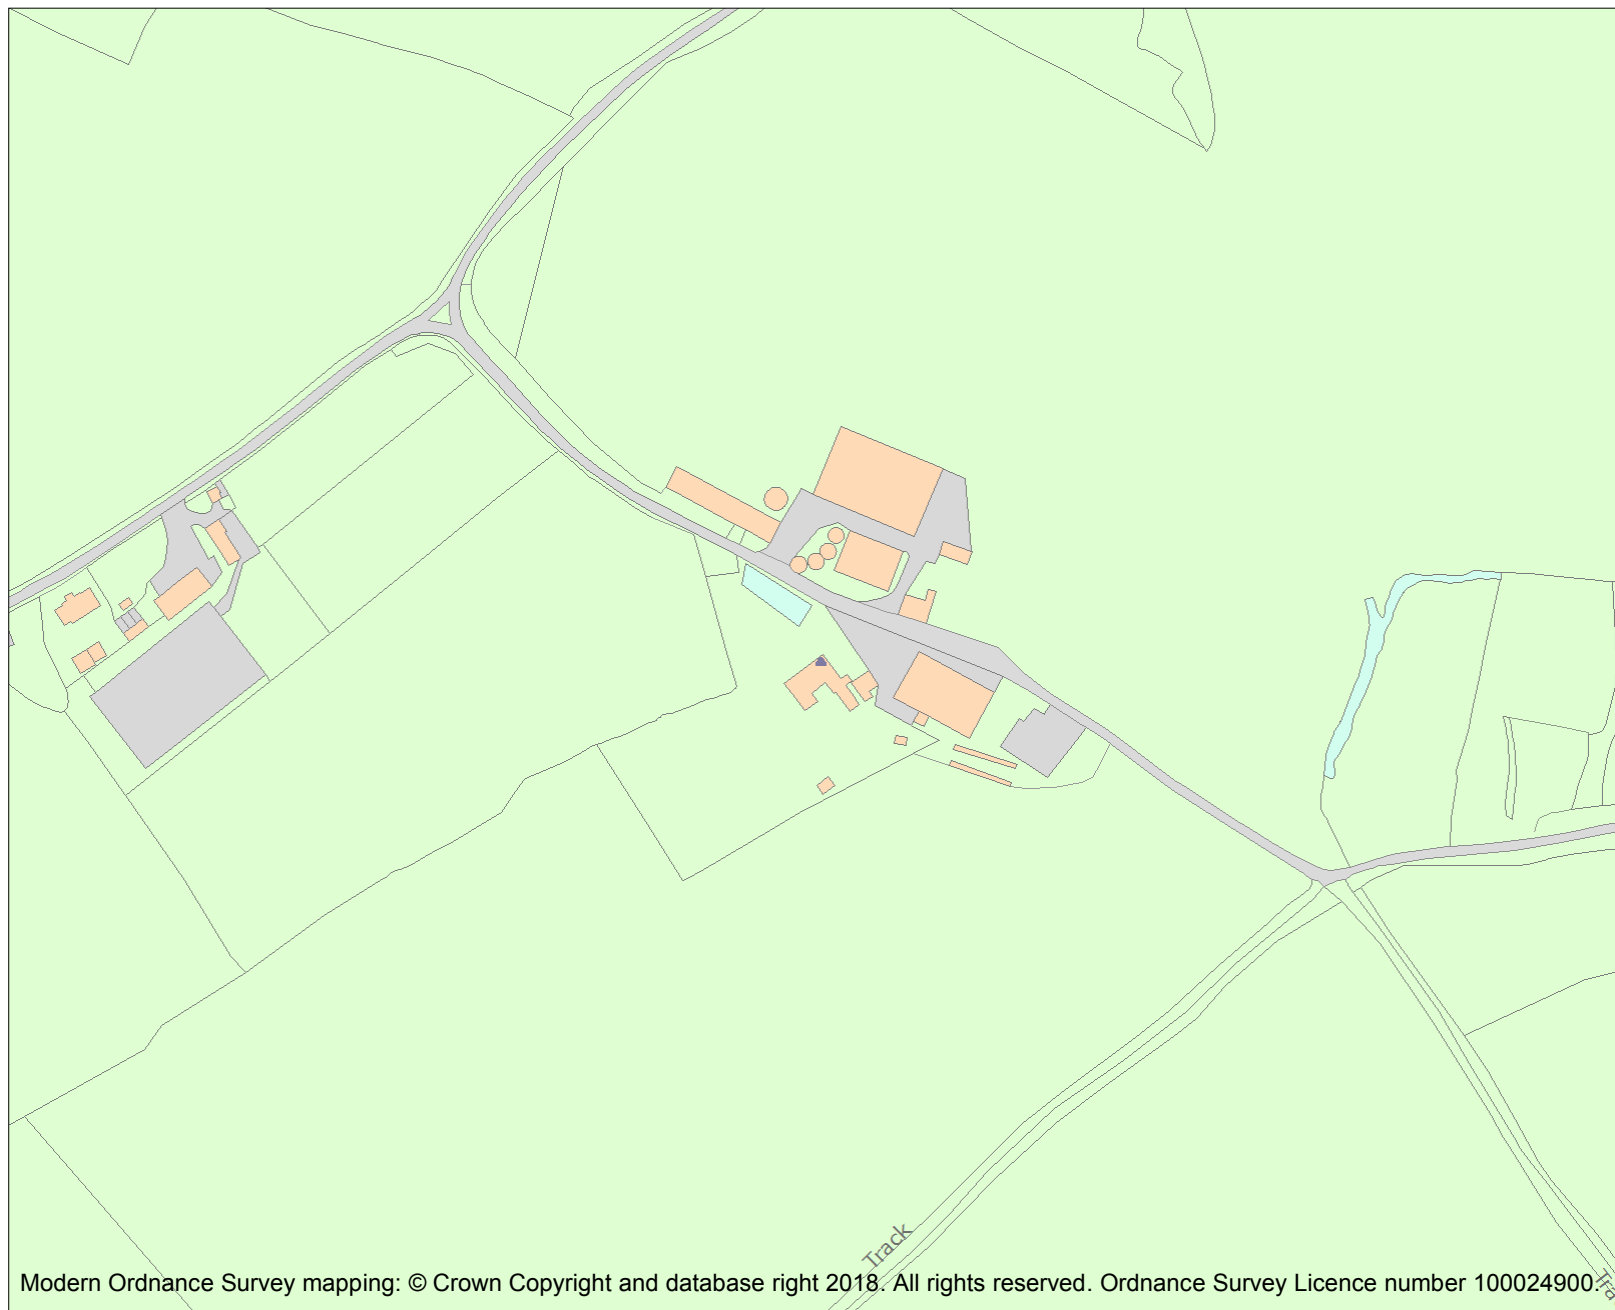 Track
Modern Ordnance Survey mapping: © Crown Copyright and database right 2018. All rights reserved. Ordnance Survey Licence number 100024900.